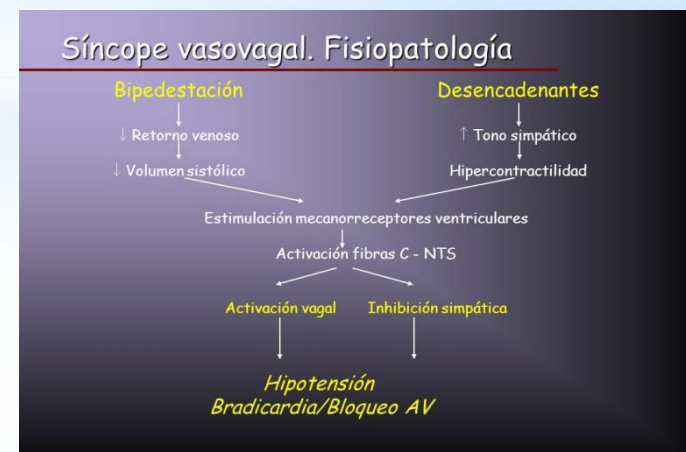 Síncope vasovagal. Fisiopatología
Bipedestación
Desencadenantes
↓ Retorno venoso
↑ Tono simpático
↓ Volumen sistólico
Hipercontractilidad
Estimulación mecanorreceptores ventriculares
Activación fibras C - NTS
Activación vagal
Inhibición simpática
Hipotensión
Bradicardia/Bloqueo AV